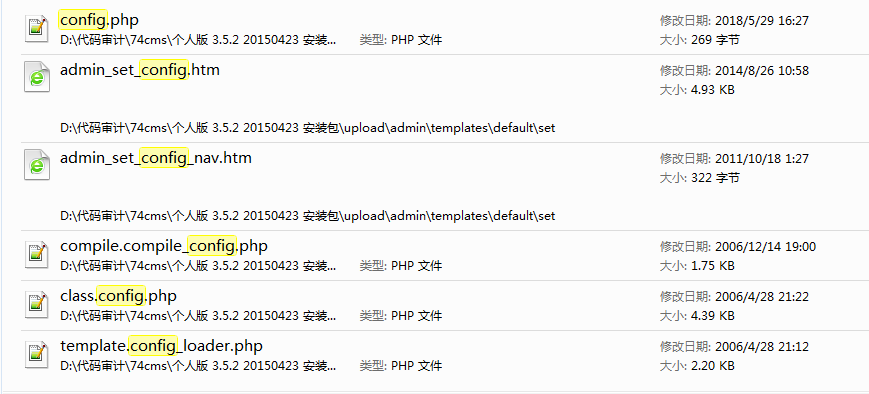 config.php
修改日期: 2018/5/29 16:27
D:\代码审计\74cms\个人版 3.5.2 20150423 安装... 类型: PHP 文件
大小: 269 字节
admin_set_config.htm
修改日期: 2014/8/26 10:58
大小: 4.93 KB
D:\代码审计\74cms\个人版 3.5.2 20150423 安装包\upload\admin\templates\default\set
admin_set_config_nav.htm
修改日期: 2011/10/18 1:27
大小: 322 字节
D:\代码审计\74cms\个人版 3.5.2 20150423 安装包\upload\admin\templates\default\set
compile.compile_config.php
修改日期: 2006/12/14 19:00
D:\代码审计\74cms\个人版 3.5.2 20150423 安装... 类型: PHP 文件
大小: 1.75 KB
class.config.php
修改日期: 2006/4/28 21:22
D:\代码审计\74cms\个人版 3.5.2 20150423 安装... 类型: PHP 文件
大小: 4.39 KB
template.config_loader.php
修改日期: 2006/4/28 21:12
D:\代码审计\74cms\个人版 3.5.2 20150423 安装... 类型: PHP 文件
大小: 2.20 KB